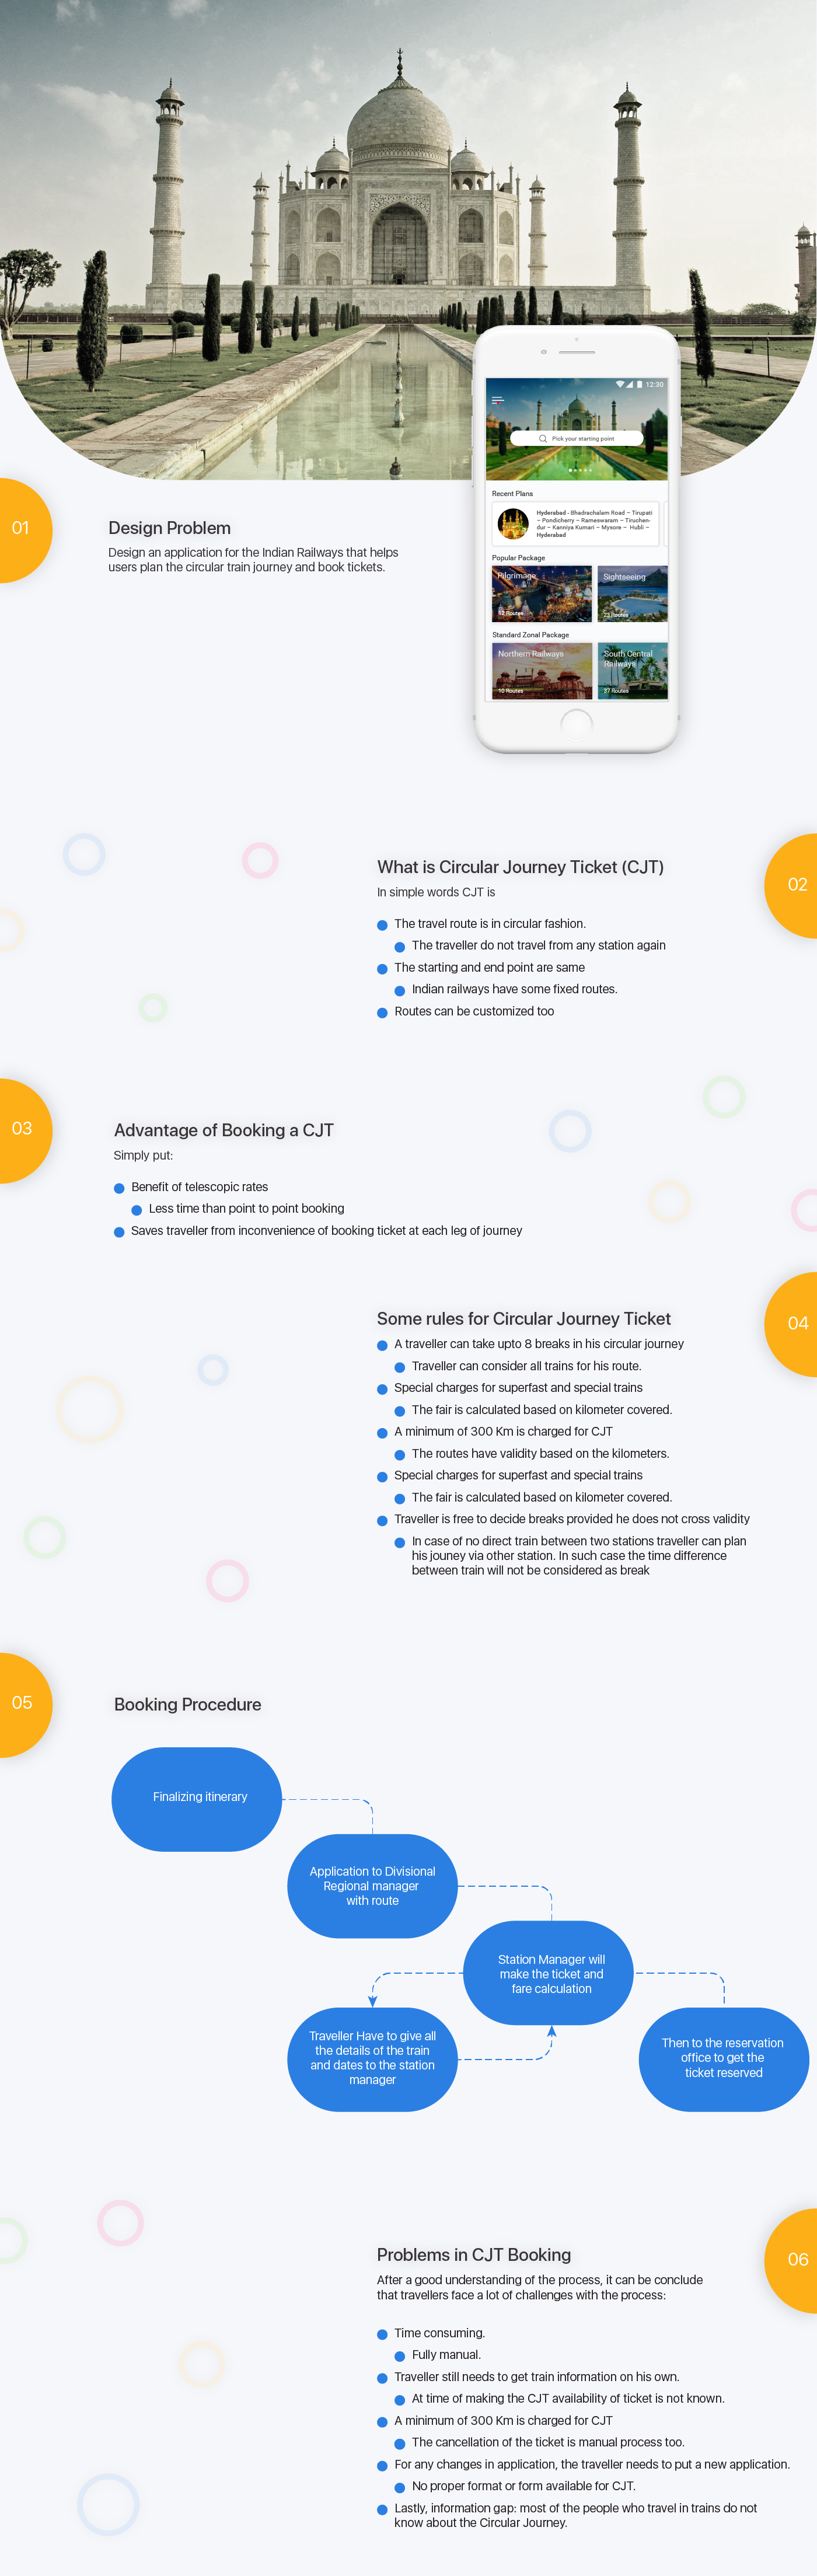 12:30
Pick your starting point
Recent Plans
Hyderabad - Bhadrachalam Road – Tirupati
– Pondicherry – Rameswaram – Tiruchen-
dur – Kanniya Kumari – Mysore – Hubli –
Hyderabad
Popular Package
Pilgrimage
12 Routes
Sightseeing
23 Routes
Standard Zonal Package
Northern Railways
10 Routes
South Central
Railways
37 Routes
01
Design Problem
Design an application for the Indian Railways that helps
users plan the circular train journey and book tickets.
02
What is Circular Journey Ticket (CJT)
In simple words CJT is
The travel route is in circular fashion.
The traveller do not travel from any station again
The starting and end point are same
Indian railways have some fixed routes.
Routes can be customized too
03
Advantage of Booking a CJT
Simply put:
Benefit of telescopic rates
Less time than point to point booking
Saves traveller from inconvenience of booking ticket at each leg of journey
04
Some rules for Circular Journey Ticket
A traveller can take upto 8 breaks in his circular journey
Traveller can consider all trains for his route.
Special charges for superfast and special trains
The fair is calculated based on kilometer covered.
A minimum of 300 Km is charged for CJT
The routes have validity based on the kilometers.
Special charges for superfast and special trains
The fair is calculated based on kilometer covered.
Traveller is free to decide breaks provided he does not cross validity
In case of no direct train between two stations traveller can plan
his jouney via other station. In such case the time difference
between train will not be considered as break
05
Booking Procedure
Finalizing itinerary
Application to Divisional
Regional manager
with route
Station Manager will
make the ticket and
fare calculation
Traveller Have to give all
the details of the train
and dates to the station
manager
Then to the reservation
office to get the
ticket reserved
06
Problems in CJT Booking
After a good understanding of the process, it can be conclude
that travellers face a lot of challenges with the process:
Time consuming.
Fully manual.
Traveller still needs to get train information on his own.
At time of making the CJT availability of ticket is not known.
A minimum of 300 Km is charged for CJT
The cancellation of the ticket is manual process too.
For any changes in application, the traveller needs to put a new application.
No proper format or form available for CJT.
Lastly, information gap: most of the people who travel in trains do not
know about the Circular Journey.